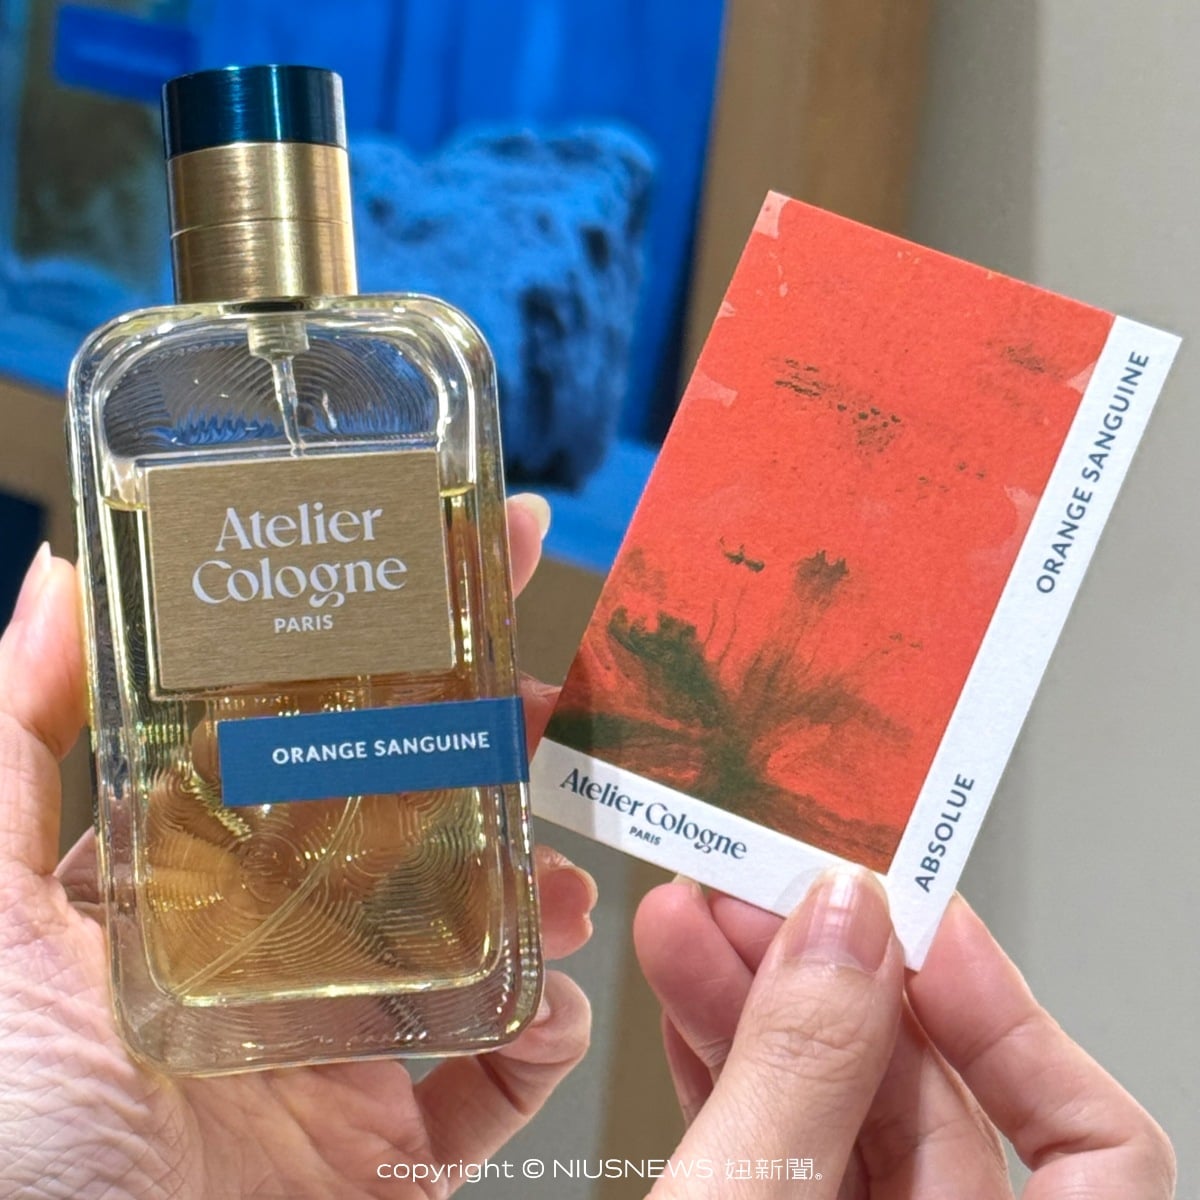 Atelier
Cologne
PARIS
ORANGE SANGUINE
Atelier Cologne
PARIS
ABSOLUE
ORANGE SANGUINE
copyright © NIUSNEWS 妞新聞。